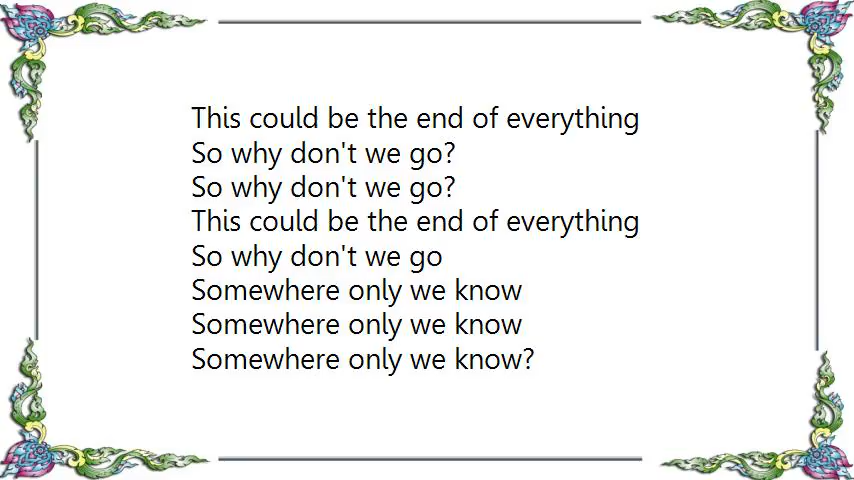 This could be the end of everything
So why don't we go?
So why don't we go?
This could be the end of everything
So why don't we go
Somewhere only we know
Somewhere only we know
Somewhere only we know?